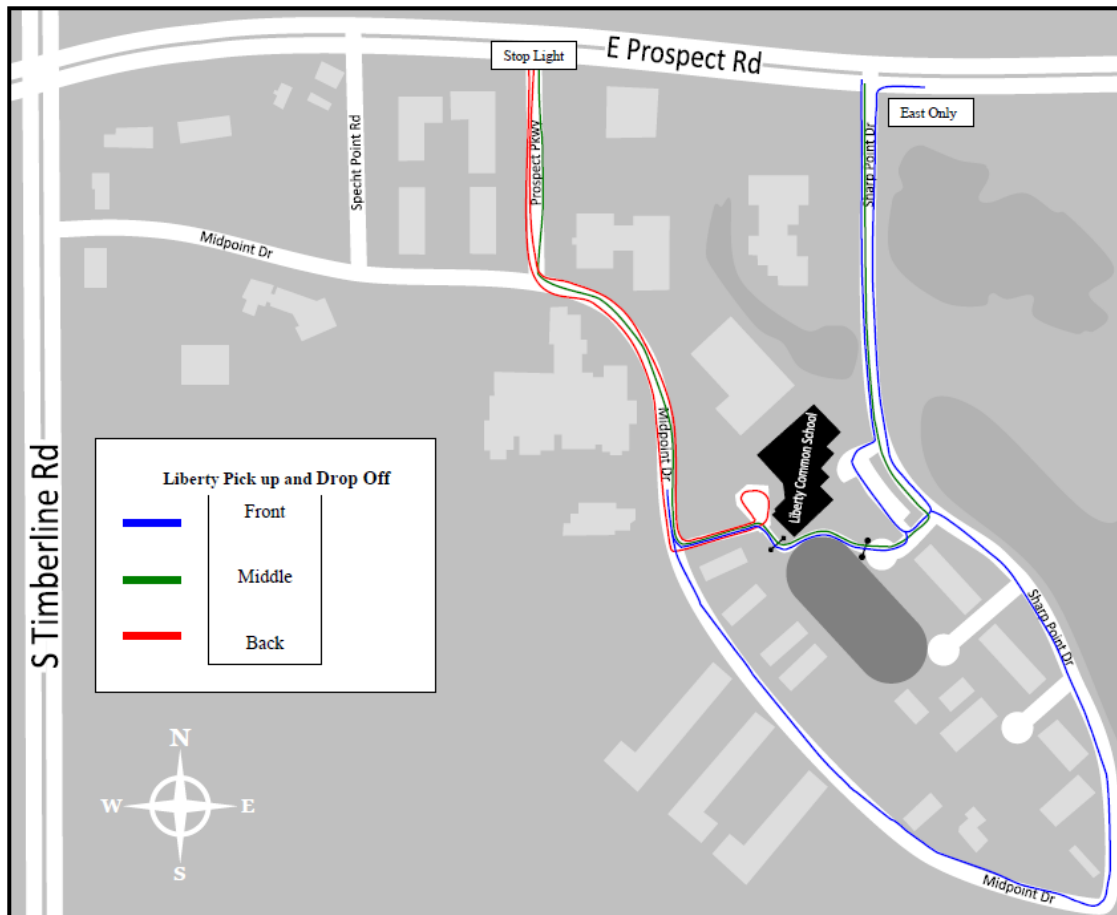 E Prospect Rd
Stop Light
East Only
Specht Point Rd
Prospect Pkwy
Sharp Point Dr
Midpoint Dr
S Timberline Rd
Midpoint Dr
Liberty Common School
Liberty Pick up and Drop Off
Front
Middle
Back
Sharp Point Dr
Midpoint Dr
N
W
E
S